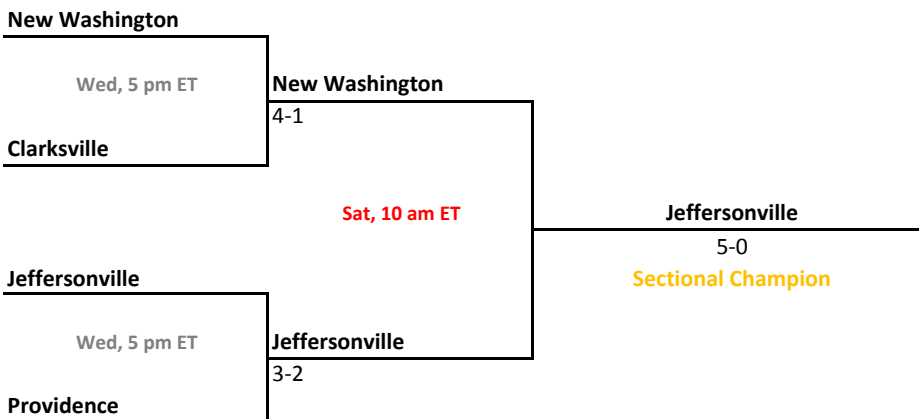 New Washington
Wed, 5 pm ET
New Washington
4-1
Clarksville
Sat, 10 am ET
Jeffersonville
5-0
Sectional Champion
Jeffersonville
Wed, 5 pm ET
Jeffersonville
3-2
Providence